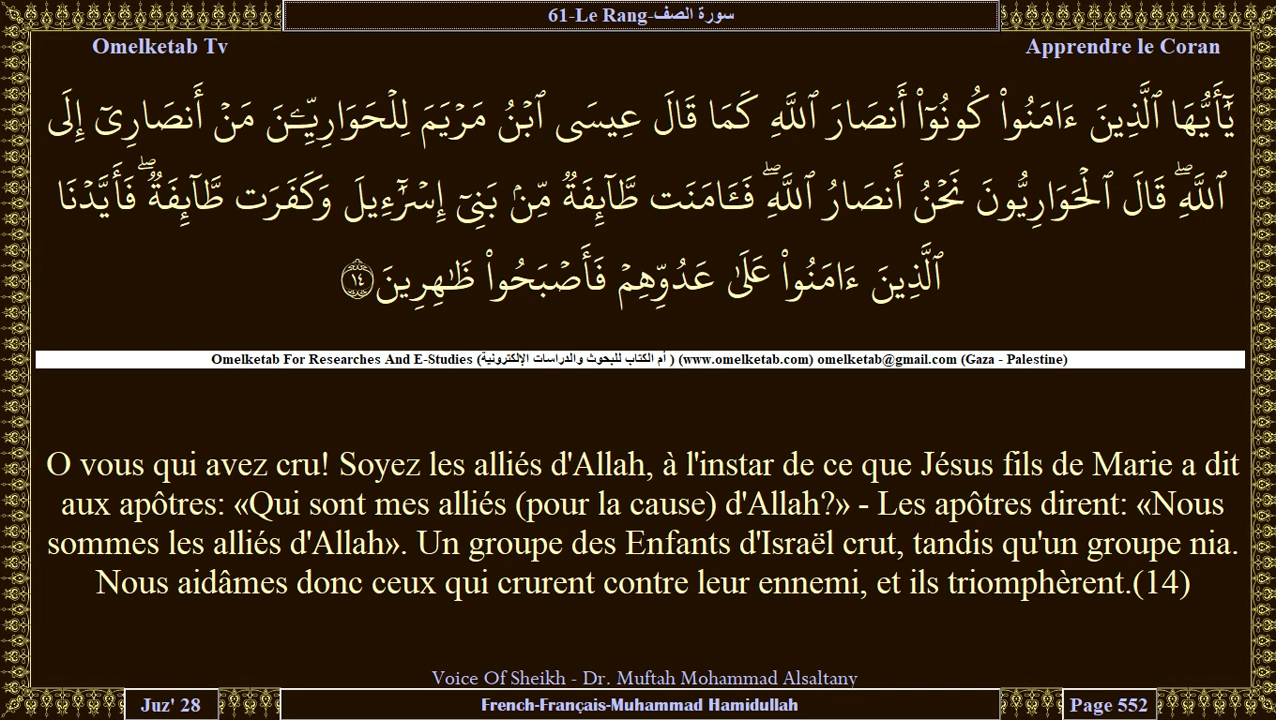 61-Le Rang-سورة الصف
Omelketab Tv
Apprendre le Coran
يَٰٓأَيُّهَا ٱلَّذِينَ ءَامَنُوا۟ كُونُوٓا۟ أَنصَارَ ٱللَّهِ كَمَا قَالَ عِيسَى ٱبْنُ مَرْيَمَ لِلْحَوَارِيِّـۧنَ مَنْ أَنصَارِىٓ إِلَى
ٱللَّهِ ۖ قَالَ ٱلْحَوَارِيُّونَ نَحْنُ أَنصَارُ ٱللَّهِ ۖ فَـَٔامَنَت طَّآئِفَةٌ مِّنۢ بَنِىٓ إِسْرَٰٓءِيلَ وَكَفَرَت طَّآئِفَةٌ ۖ فَأَيَّدْنَا
ٱلَّذِينَ ءَامَنُوا۟ عَلَىٰ عَدُوِّهِمْ فَأَصْبَحُوا۟ ظَٰهِرِينَ ١٤
Omelketab For Researches And E-Studies (أم الكتاب للبحوث والدراسات الإلكترونية ) (www.omelketab.com) omelketab@gmail.com (Gaza - Palestine)
O vous qui avez cru! Soyez les alliés d'Allah, à l'instar de ce que Jésus fils de Marie a dit
aux apôtres: «Qui sont mes alliés (pour la cause) d'Allah?» - Les apôtres dirent: «Nous
sommes les alliés d'Allah». Un groupe des Enfants d'Israël crut, tandis qu'un groupe nia.
Nous aidâmes donc ceux qui crurent contre leur ennemi, et ils triomphèrent.(14)
Voice Of Sheikh - Dr. Muftah Mohammad Alsaltany
Juz' 28
French-Français-Muhammad Hamidullah
Page 552